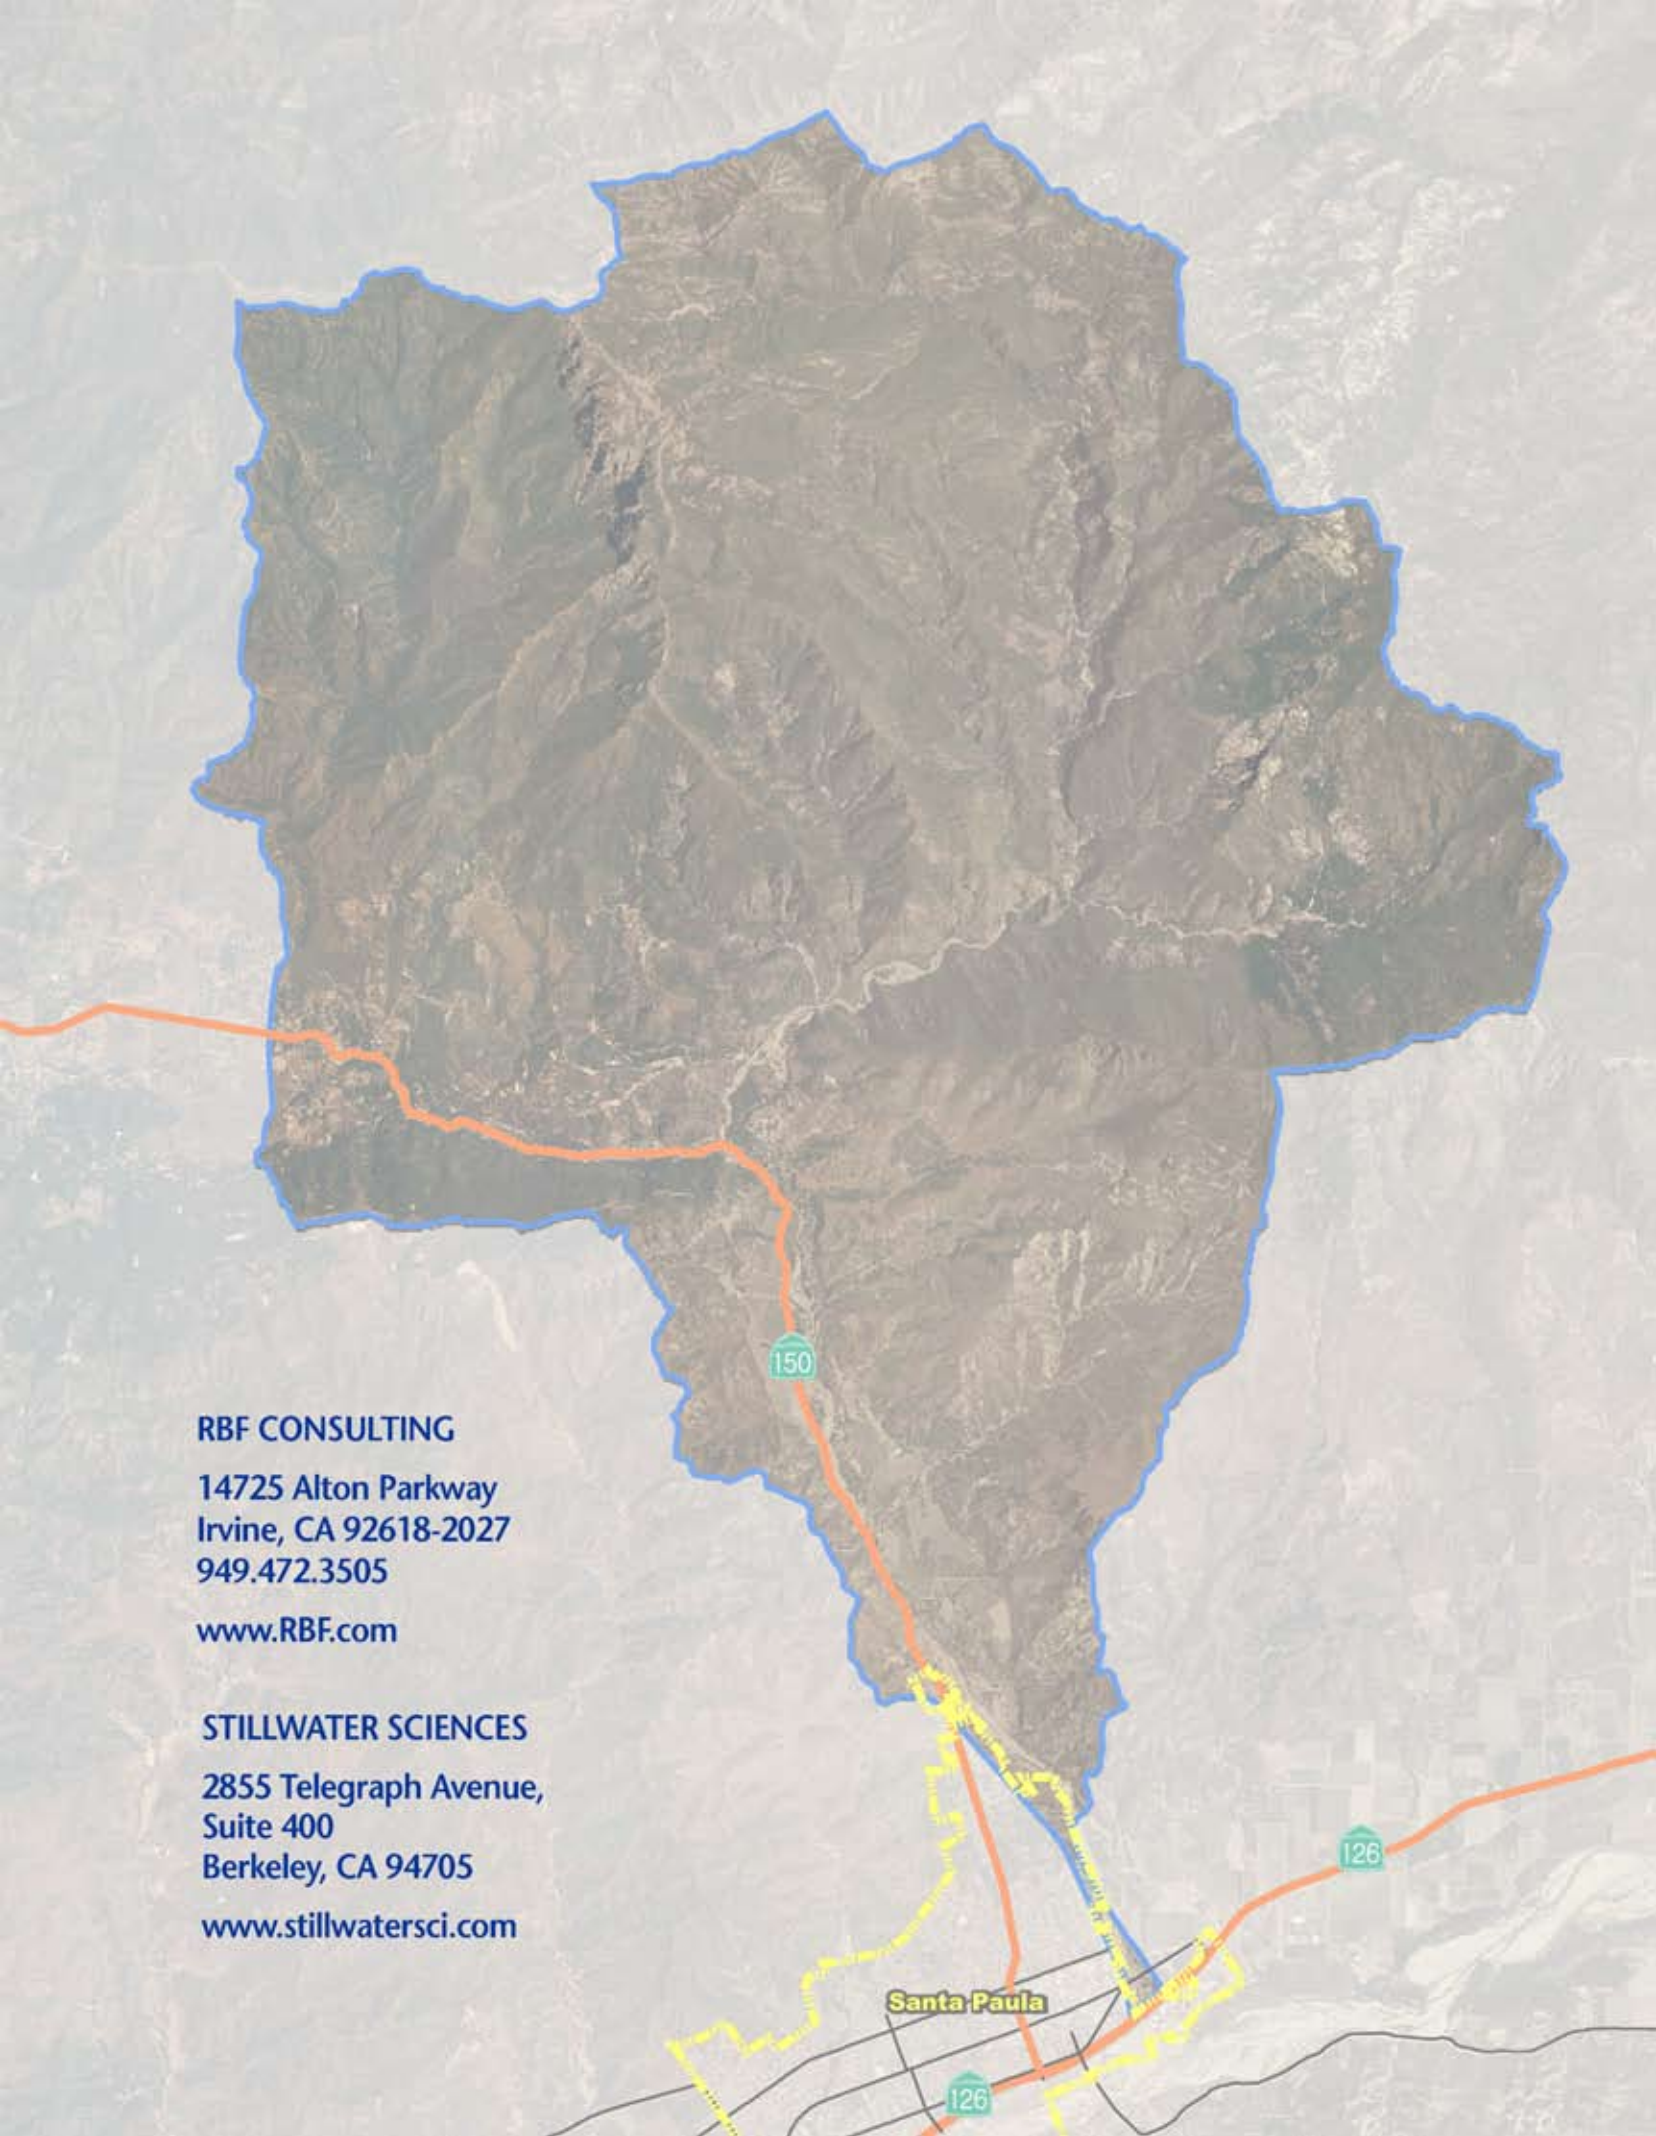 150
RBF CONSULTING
14725 Alton Parkway
Irvine, CA 92618-2027
949.472.3505
www.RBF.com
STILLWATER SCIENCES
2855 Telegraph Avenue,
Suite 400
Berkeley, CA 94705
www.stillwatersci.com
126
Santa Paula
126